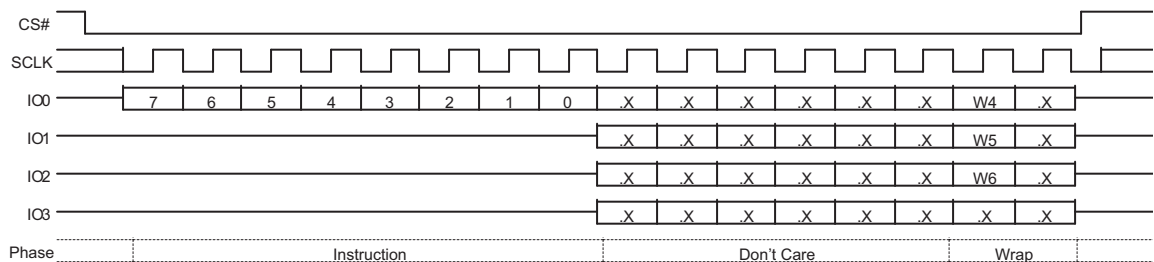 CS#
SCLK
IO0 7 6 5 4 3 2 1 0 .X .X .X .X .X .X W4 .X
IO1 .X .X .X .X .X .X W5 .X
IO2 .X .X .X .X .X .X W6 .X
IO3 .X .X .X .X .X .X .X .X
Phase Instruction Don't Care Wrap